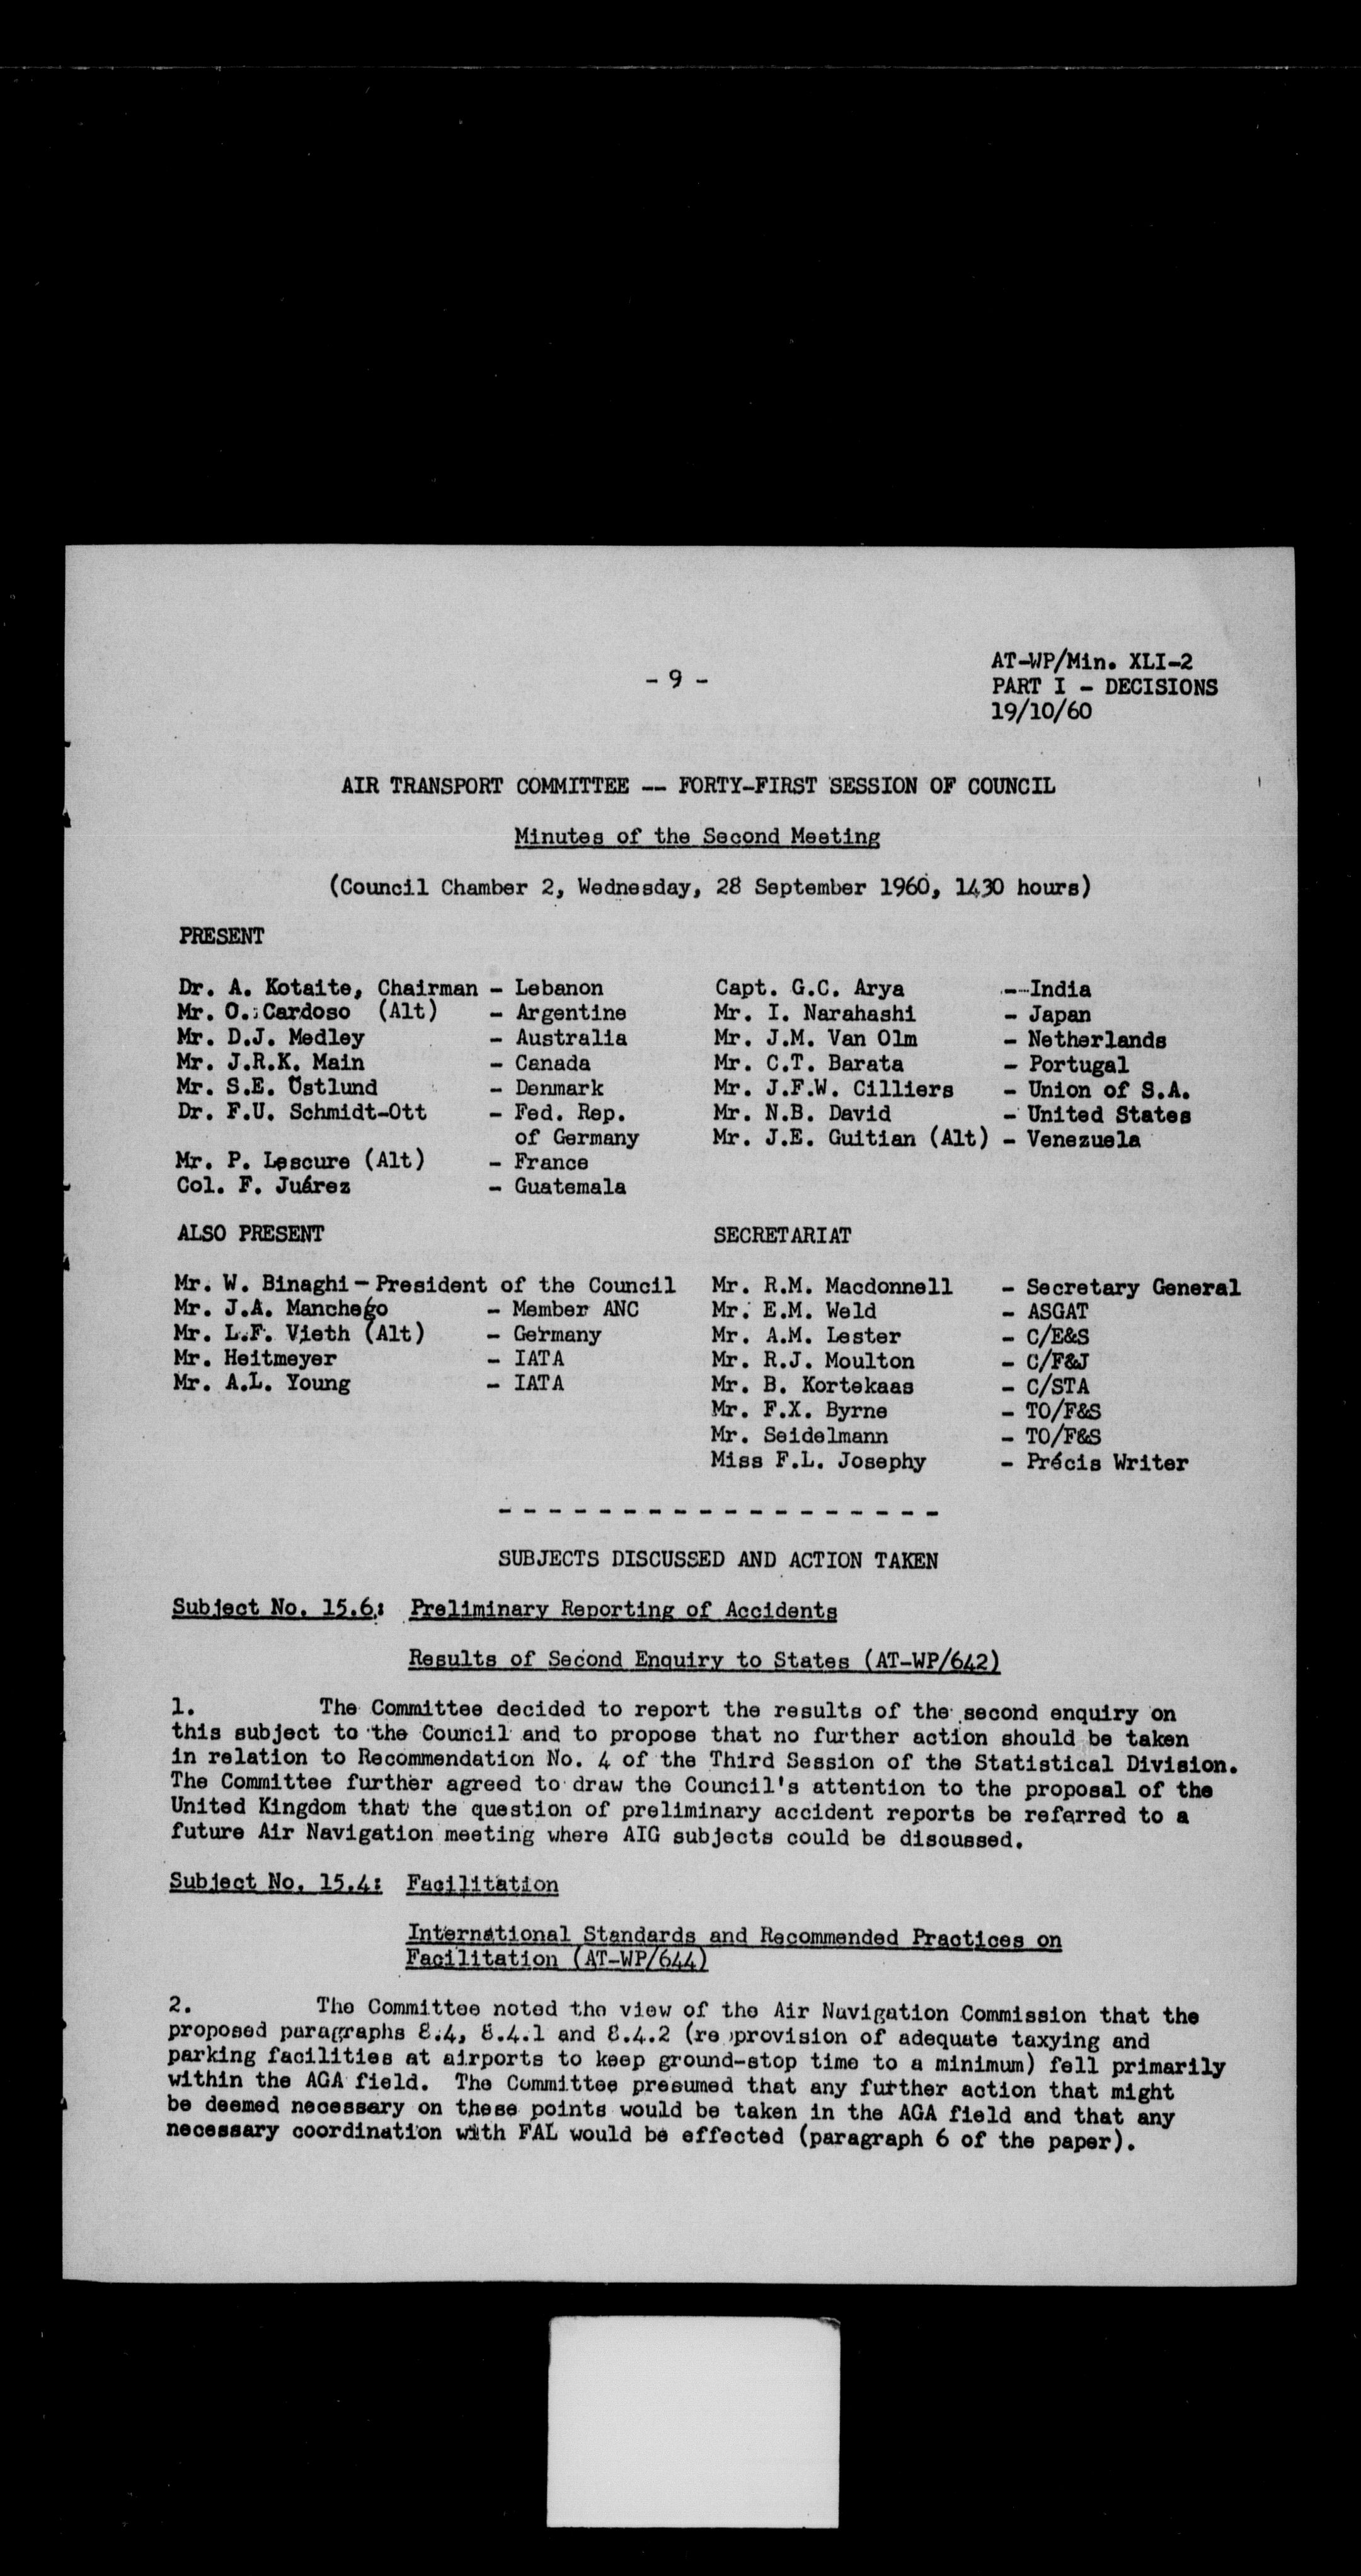 - 9 -
AT-WP/Min. XLI-2
PART I - DECISIONS
19/10/60
AIR TRANSPORT COMMITTEE -- FORTY-FIRST SESSION OF COUNCIL
Minutes of the Second Meeting
(Council Chamber 2, Wednesday, 28 September 1960, 1430 hours)
PRESENT
Dr. A. Kotaite, Chairman - Lebanon
Mr. O. Cardoso (Alt) - Argentine
Mr. D.J. Medley - Australia
Mr. J.R.K. Main - Canada
Mr. S.E. Östlund - Denmark
Dr. F.U. Schmidt-Ott - Fed. Rep.
of Germany
Mr. P. Lescure (Alt) - France
Col. F. Juárez - Guatemala
Capt. G.C. Arya - India
Mr. I. Narahashi - Japan
Mr. J.M. Van Olm - Netherlands
Mr. C.T. Barata - Portugal
Mr. J.F.W. Cilliers - Union of S.A.
Mr. N.B. David - United States
Mr. J.E. Guitian (Alt) - Venezuela
ALSO PRESENT
Mr. W. Binaghi - President of the Council
Mr. J.A. Manchego - Member ANC
Mr. L.F. Vieth (Alt) - Germany
Mr. Heitmeyer - IATA
Mr. A.L. Young - IATA
SECRETARIAT
Mr. R.M. Macdonnell - Secretary General
Mr. E.M. Weld - ASGAT
Mr. A.M. Lester - C/E&S
Mr. R.J. Moulton - C/F&J
Mr. B. Kortekaas - C/STA
Mr. F.X. Byrne - TO/F&S
Mr. Seidelmann - TO/F&S
Miss F.L. Josephy - Précis Writer
- - - - - - - - - - - - - - - - - -
SUBJECTS DISCUSSED AND ACTION TAKEN
Subject No. 15.6: Preliminary Reporting of Accidents
Results of Second Enquiry to States (AT-WP/642)
1. The Committee decided to report the results of the second enquiry on
this subject to the Council and to propose that no further action should be taken
in relation to Recommendation No. 4 of the Third Session of the Statistical Division.
The Committee further agreed to draw the Council's attention to the proposal of the
United Kingdom that the question of preliminary accident reports be referred to a
future Air Navigation meeting where AIG subjects could be discussed.
Subject No. 15.4: Facilitation
International Standards and Recommended Practices on
Facilitation (AT-WP/644)
2. The Committee noted the view of the Air Navigation Commission that the
proposed paragraphs 8.4, 8.4.1 and 8.4.2 (re provision of adequate taxying and
parking facilities at airports to keep ground-stop time to a minimum) fell primarily
within the AGA field. The Committee presumed that any further action that might
be deemed necessary on these points would be taken in the AGA field and that any
necessary coordination with FAL would be effected (paragraph 6 of the paper).